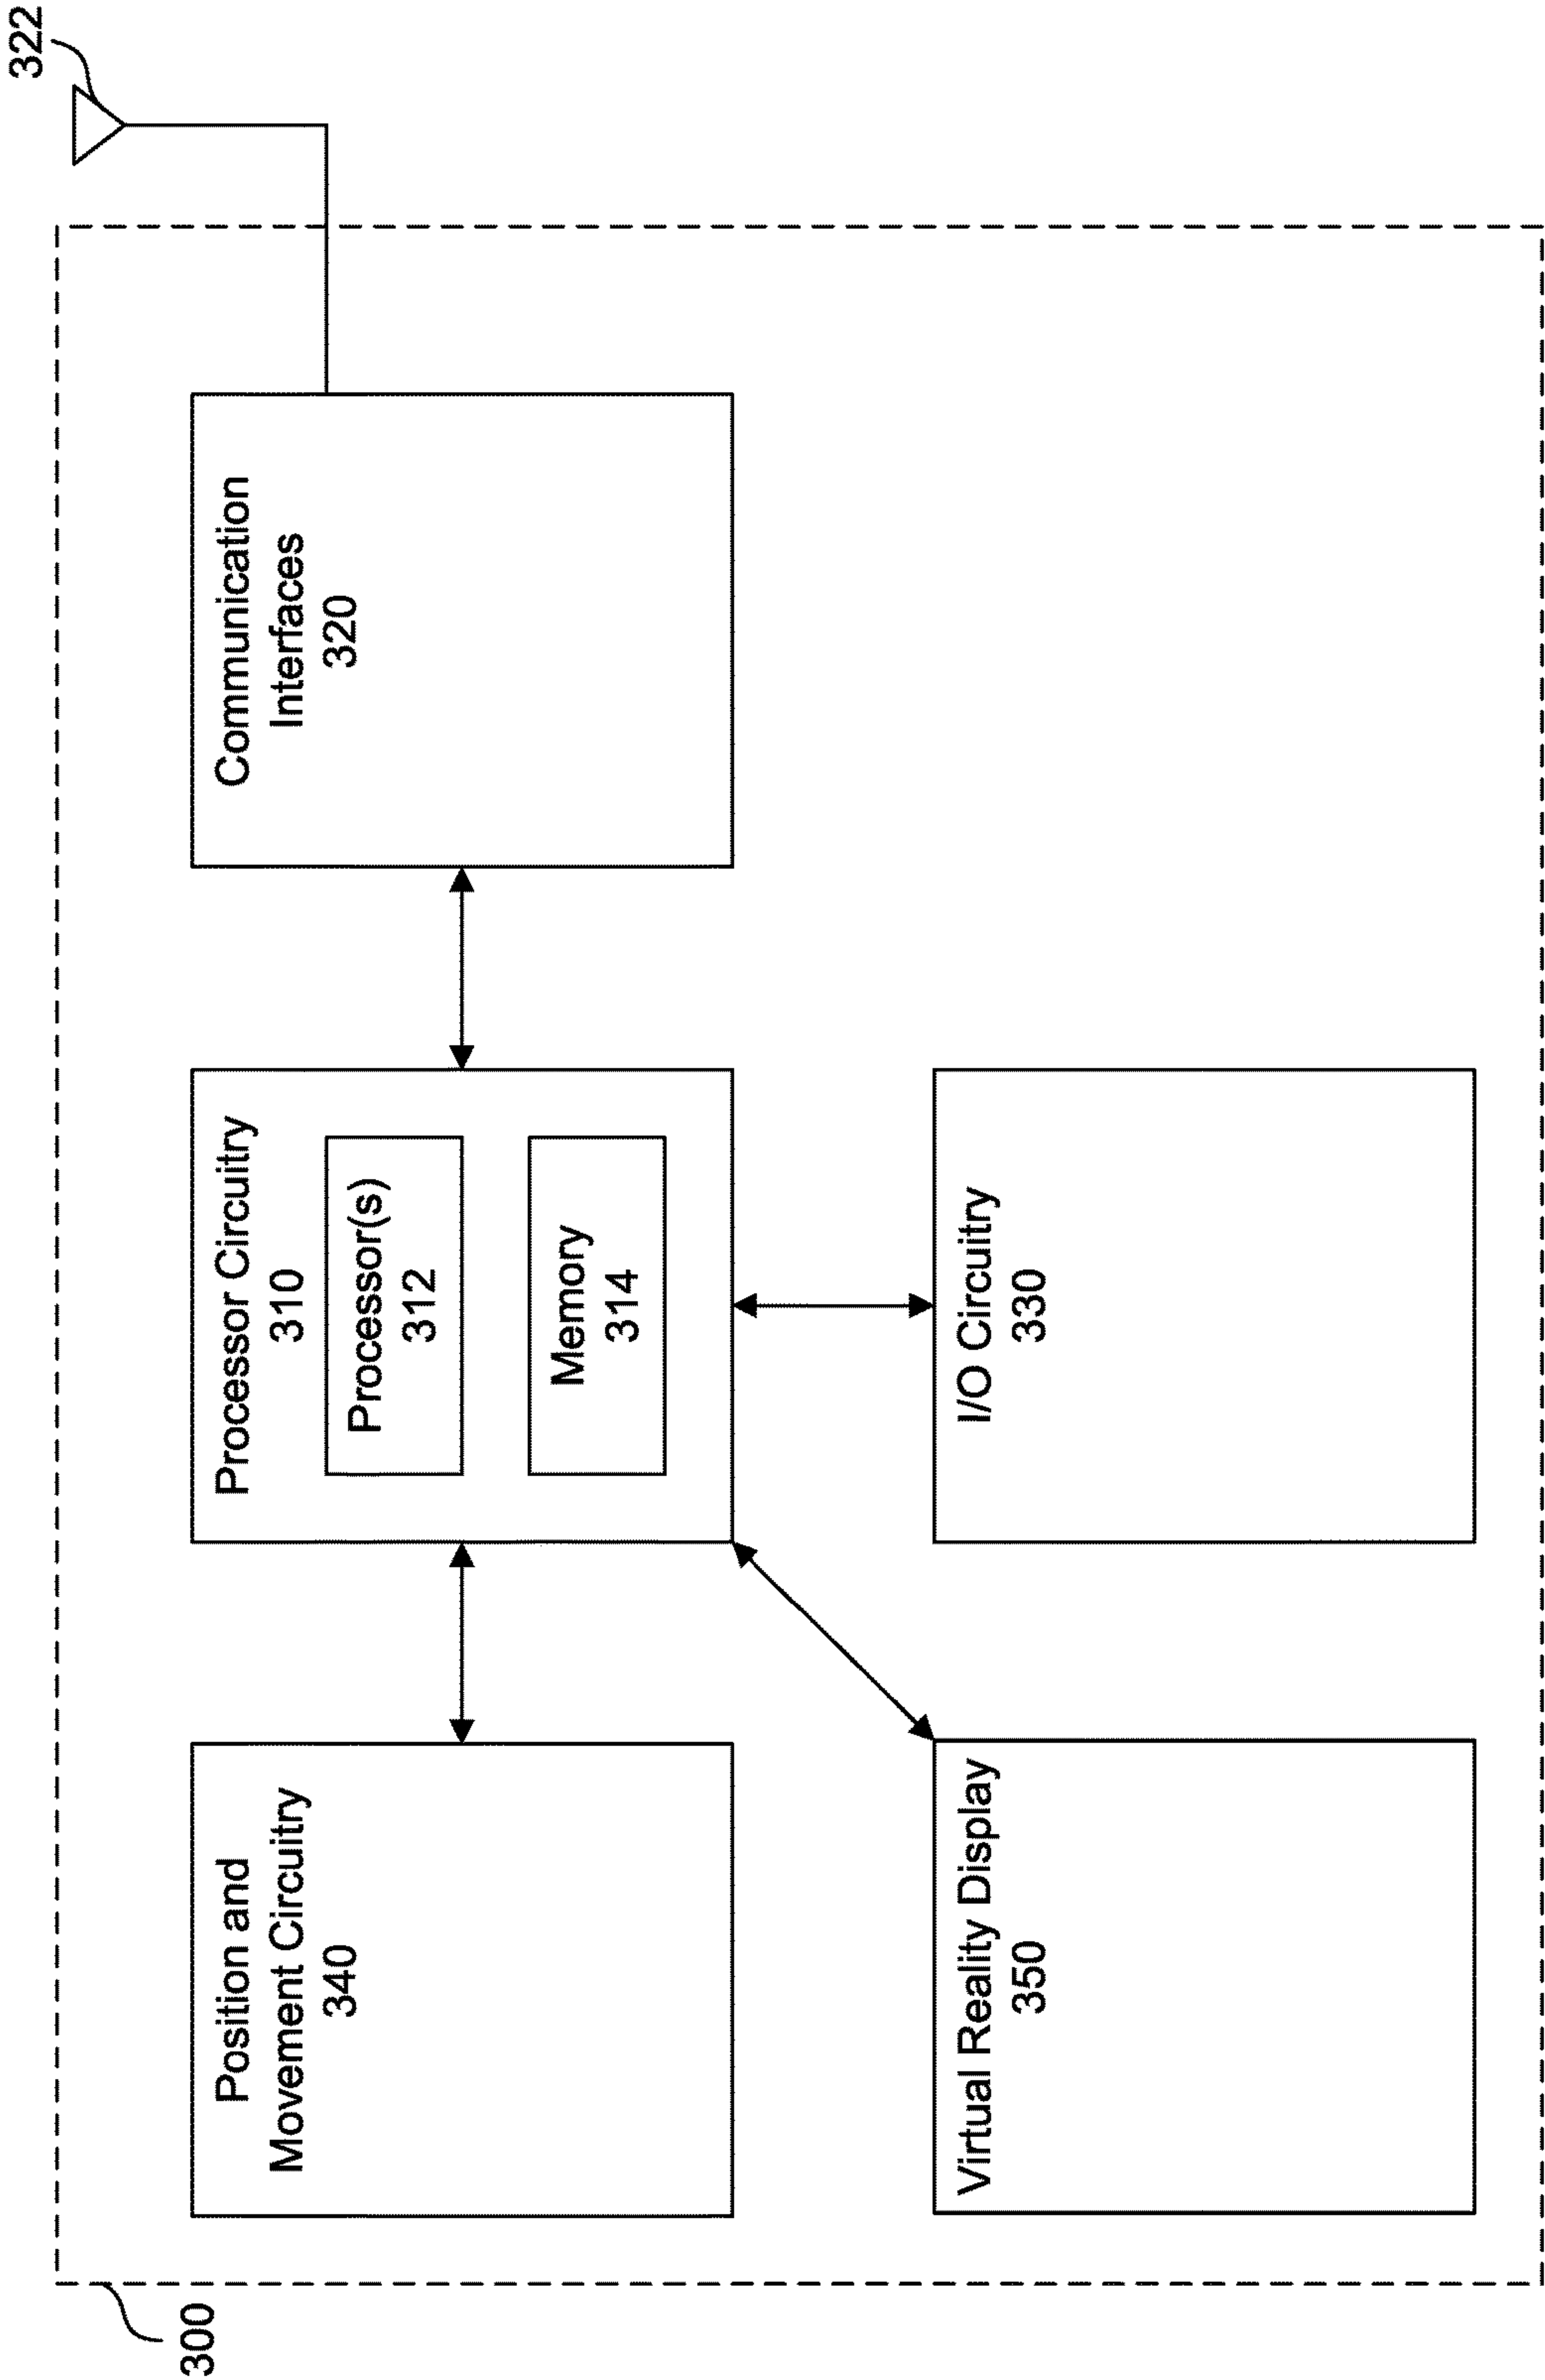 300
322
Position and
Movement Circuitry
340
Processor Circuitry
310
Processor(s)
312
Memory
314
Communication
Interfaces
320
Virtual Reality Display
350
I/O Circuitry
330